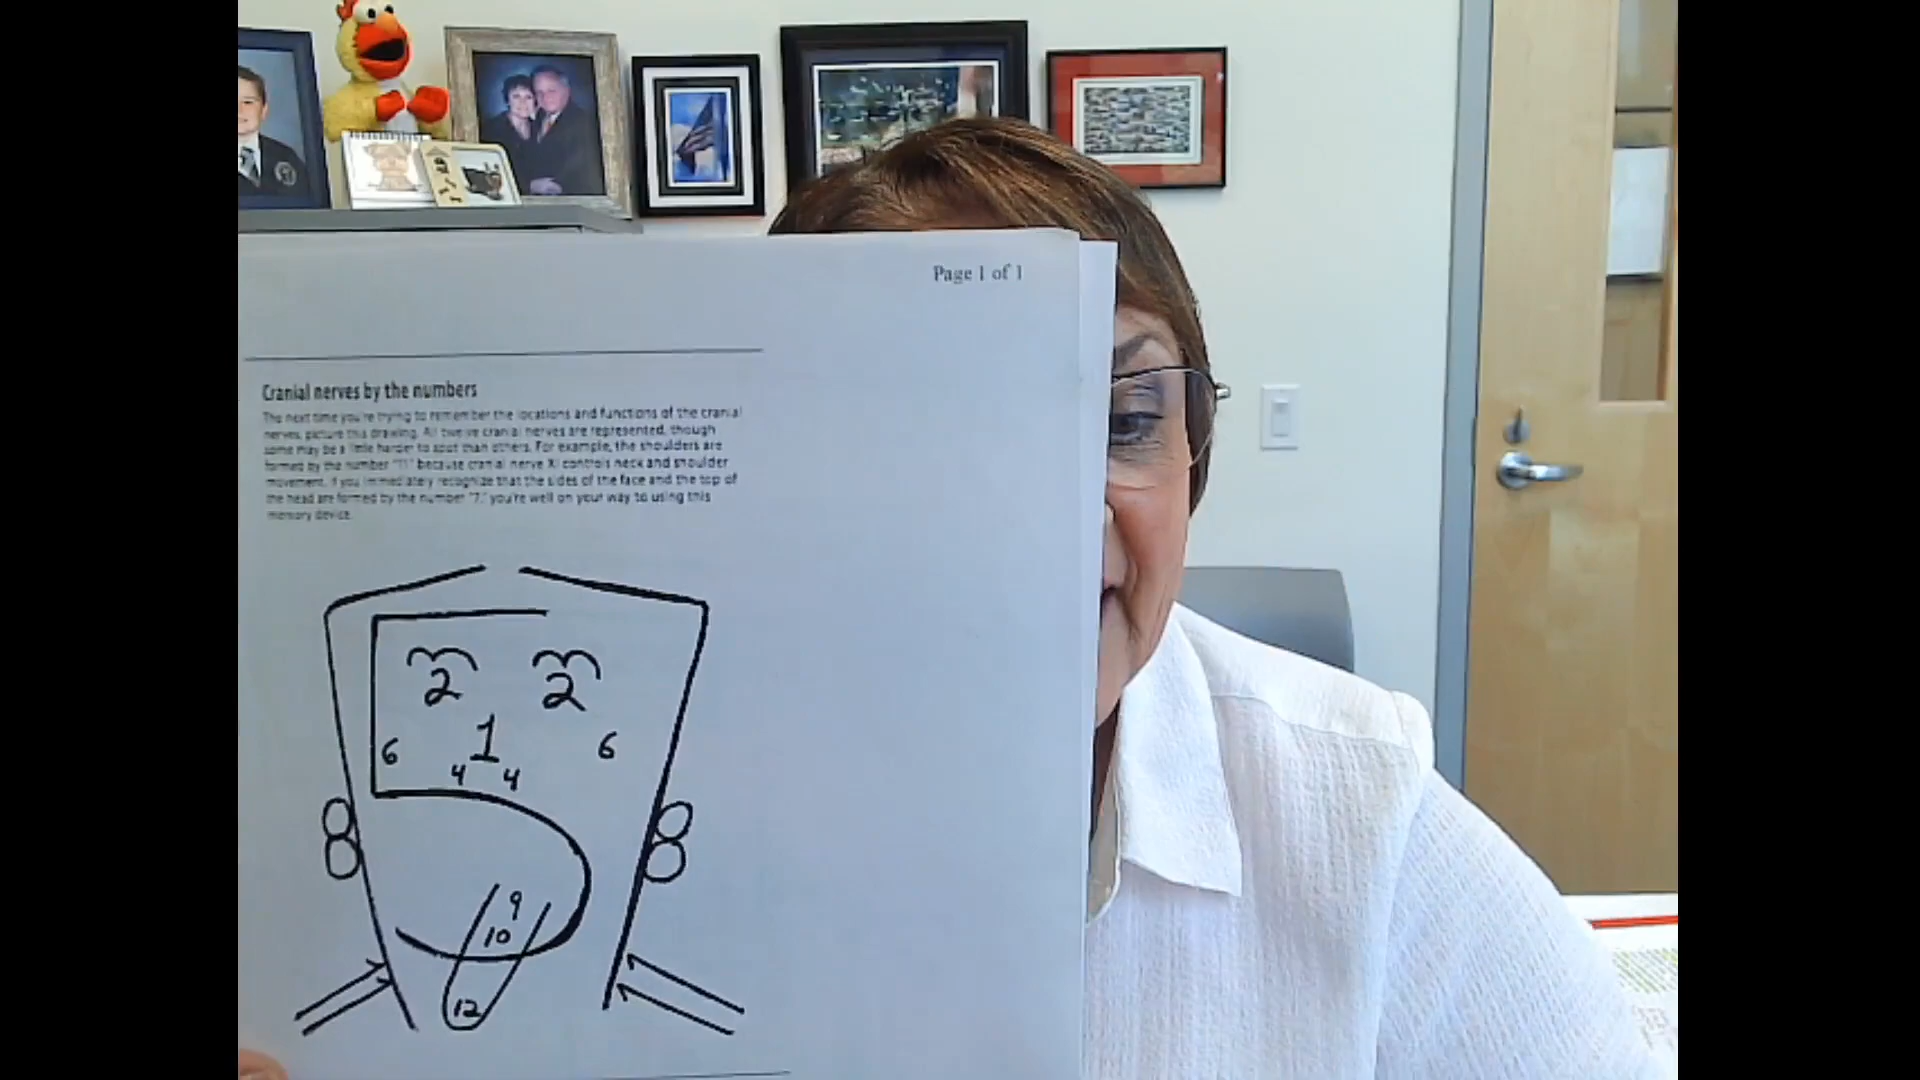 Page 1 of 1
Cranial nerves by the numbers
The next time you're trying to remember the locations and functions of the cranial
nerves, picture this drawing. All twelve cranial nerves are represented, though
some may be a little harder to spot than others. For example, the shoulders are
formed by the number "11" because cranial nerve XI controls neck and shoulder
movement. If you immediately recognize that the sides of the face and the top of
the head are formed by the number "7," you're well on your way to using this
memory device.
2 2
1
6 6
4 4
8 8
9
10
12